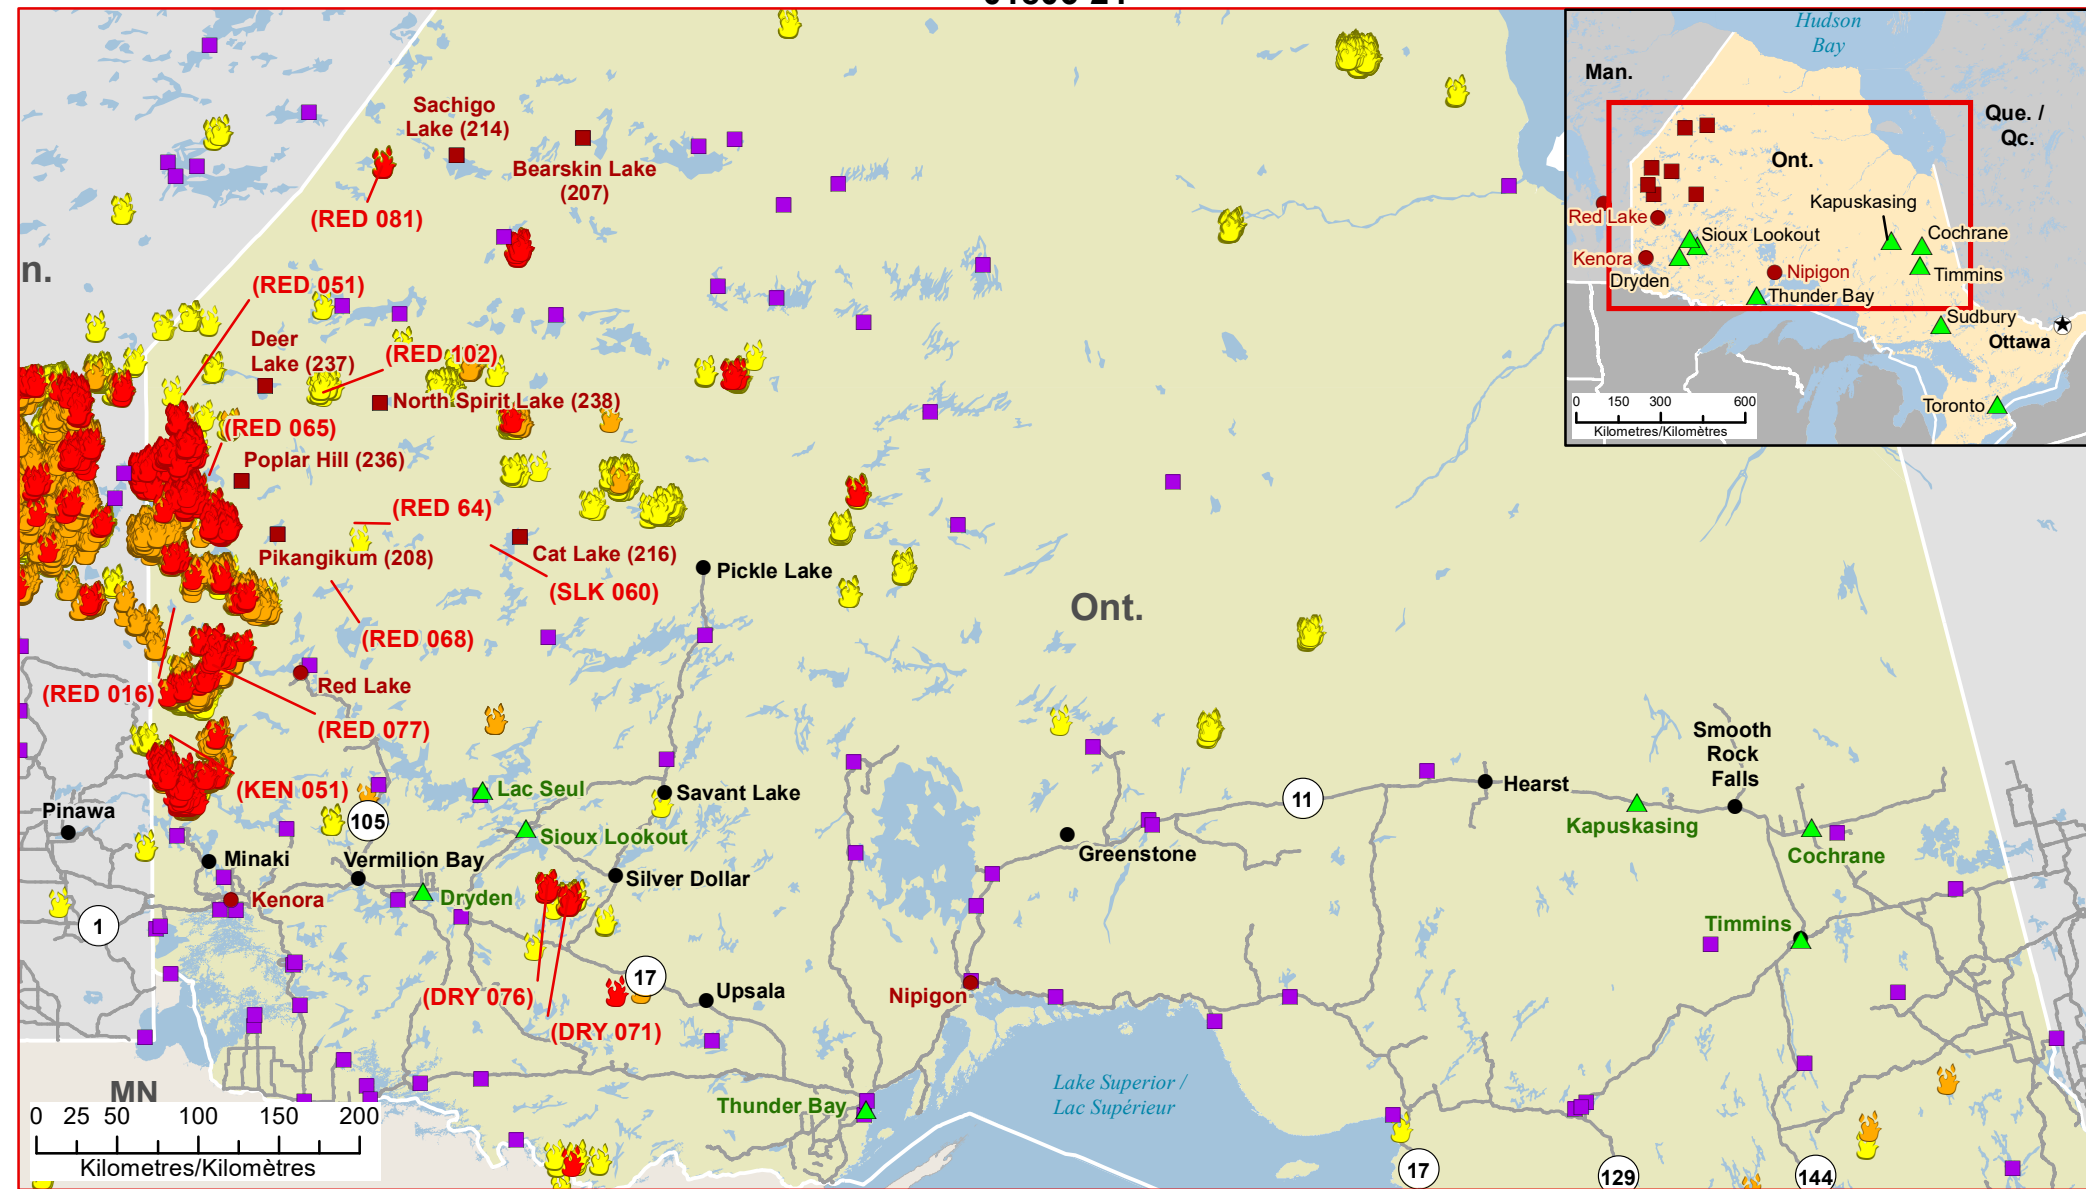 Hudson
Bay
Man.
Que. /
Qc.
Ont.
Kapuskasing
Red Lake
Sioux Lookout
Cochrane
Kenora
Nipigon
Timmins
Dryden
Thunder Bay
Sudbury
Ottawa
Toronto
0 150 300 600
Kilometres/Kilomètres
Sachigo
Lake (214)
Bearskin Lake
(207)
(RED 081)
n.
(RED 051)
Deer
Lake (237)
(RED 102)
North Spirit Lake (238)
(RED 065)
Poplar Hill (236)
(RED 64)
Pikangikum (208)
Cat Lake (216)
Pickle Lake
(SLK 060)
Ont.
(RED 068)
(RED 016)
Red Lake
(RED 077)
(KEN 051)
Lac Seul
Savant Lake
Pinawa
105
Sioux Lookout
11
Hearst
Smooth
Rock
Falls
Kapuskasing
Cochrane
Greenstone
Minaki
Vermilion Bay
Silver Dollar
Kenora
Dryden
1
Timmins
17
(DRY 076)
Upsala
Nipigon
(DRY 071)
MN
Lake Superior /
Lac Supérieur
Thunder Bay
0 25 50 100 150 200
Kilometres/Kilomètres
17
129
144